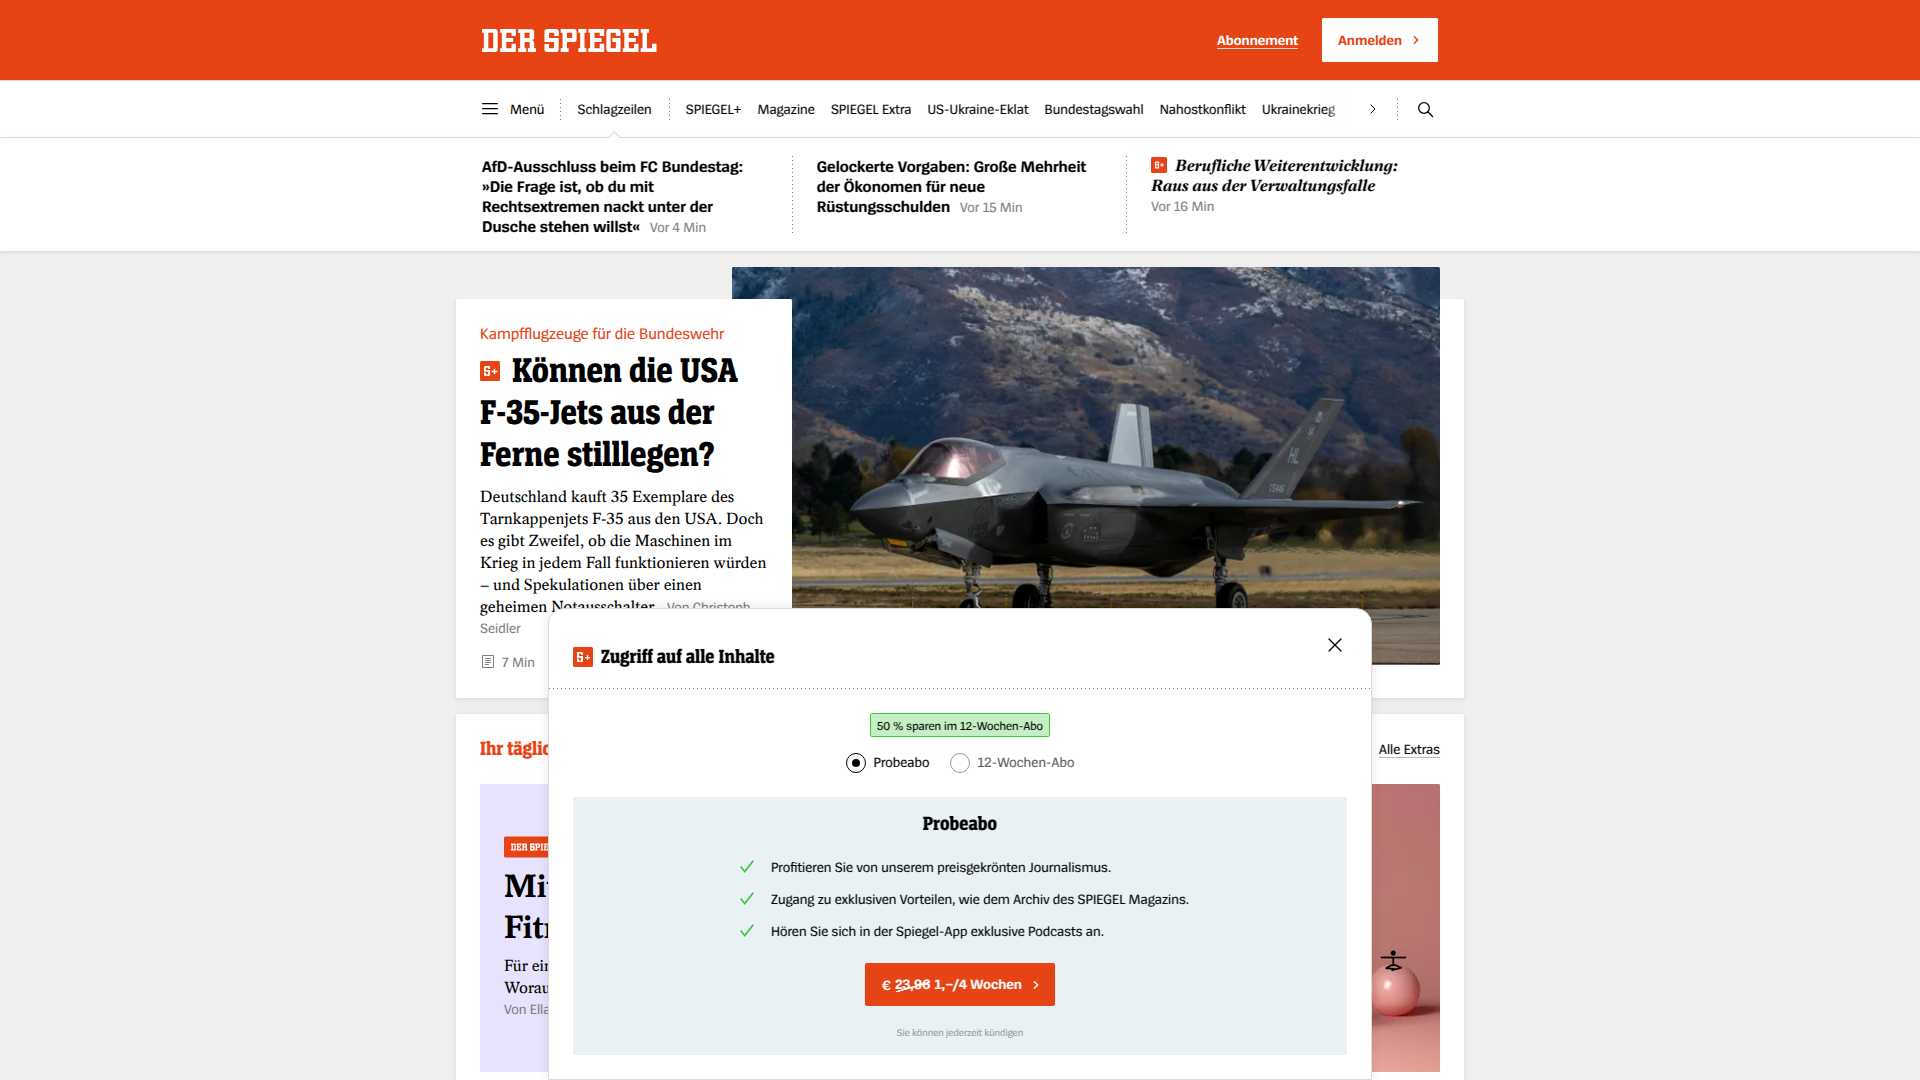 DER SPIEGEL
Abonnement
Anmelden
Menü
Schlagzeilen
SPIEGEL+
Magazine
SPIEGEL Extra
US-Ukraine-Eklat
Bundestagswahl
Nahostkonflikt
Ukrainekrieg
AfD-Ausschluss beim FC Bundestag:
»Die Frage ist, ob du mit
Rechtsextremen nackt unter der
Dusche stehen willst« Vor 4 Min
Gelockerte Vorgaben: Große Mehrheit
der Ökonomen für neue
Rüstungsschulden Vor 15 Min
S+ Berufliche Weiterentwicklung:
Raus aus der Verwaltungsfalle
Vor 16 Min
Kampfflugzeuge für die Bundeswehr
S+ Können die USA
F-35-Jets aus der
Ferne stilllegen?
Deutschland kauft 35 Exemplare des
Tarnkappenjets F-35 aus den USA. Doch
es gibt Zweifel, ob die Maschinen im
Krieg in jedem Fall funktionieren würden
– und Spekulationen über einen
geheimen Notausschalter. Von Christoph
Seidler
7 Min
HL
S+ Zugriff auf alle Inhalte
50 % sparen im 12-Wochen-Abo
Probeabo
12-Wochen-Abo
Probeabo
Profitieren Sie von unserem preisgekrönten Journalismus.
Zugang zu exklusiven Vorteilen, wie dem Archiv des SPIEGEL Magazins.
Hören Sie sich in der Spiegel-App exklusive Podcasts an.
€ 23,96 1,–/4 Wochen
Sie können jederzeit kündigen
Ihr täglic
Alle Extras
DER SPIE
Mi
Fit
Für ei
Worau
Von Ella